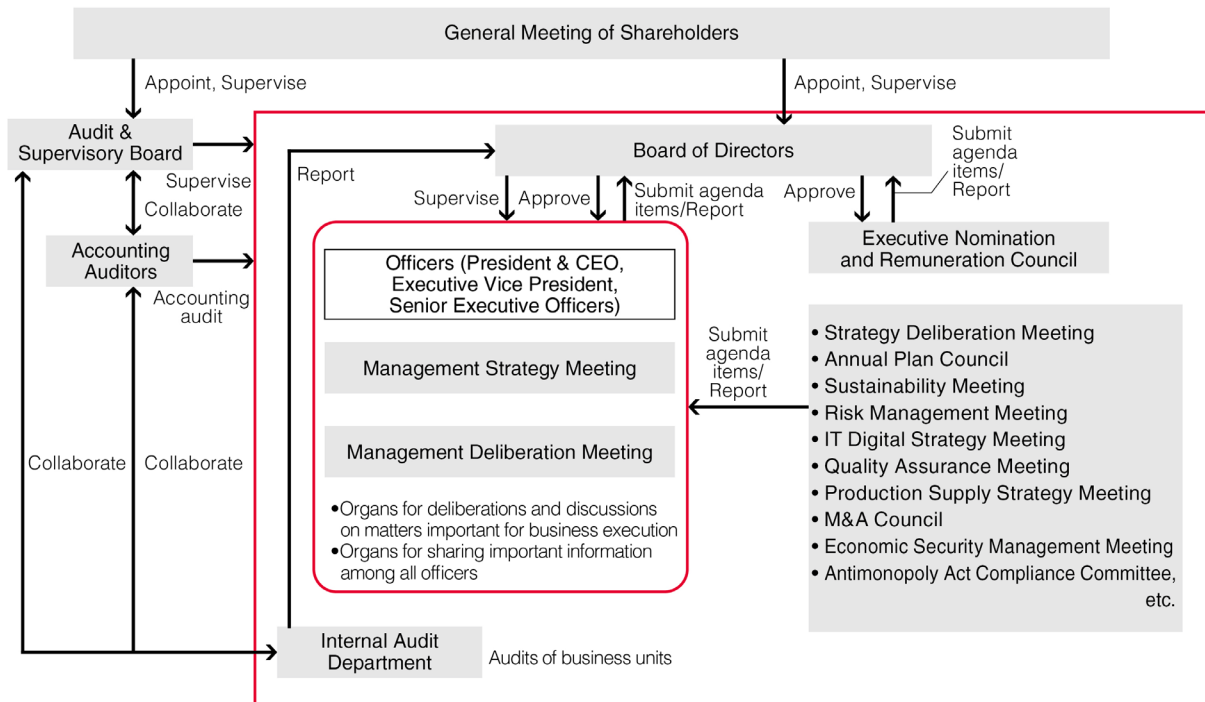 General Meeting of Shareholders
Appoint, Supervise
Appoint, Supervise
Audit &
Supervisory Board
Supervise
Collaborate
Accounting
Auditors
Accounting
audit
Collaborate
Collaborate
Report
Board of Directors
Supervise
Approve
Submit agenda
items/Report
Approve
Submit
agenda
items/
Report
Executive Nomination
and Remuneration Council
Officers (President & CEO,
Executive Vice President,
Senior Executive Officers)
Management Strategy Meeting
Management Deliberation Meeting
•Organs for deliberations and discussions
on matters important for business execution
•Organs for sharing important information
among all officers
Submit
agenda
items/
Report
• Strategy Deliberation Meeting
• Annual Plan Council
• Sustainability Meeting
• Risk Management Meeting
• IT Digital Strategy Meeting
• Quality Assurance Meeting
• Production Supply Strategy Meeting
• M&A Council
• Economic Security Management Meeting
• Antimonopoly Act Compliance Committee,
etc.
Internal Audit
Department
Audits of business units